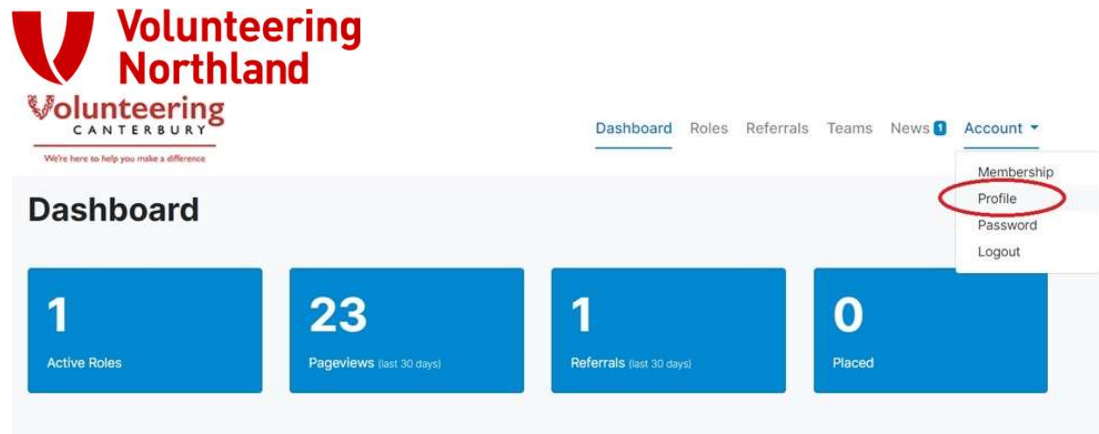 Volunteering
Northland
Volunteering
CANTERBURY
We're here to help you make a difference
Dashboard Roles Referrals Teams News 1 Account
Membership
Profile
Password
Logout
Dashboard
1
Active Roles
23
Pageviews (last 30 days)
1
Referrals (last 30 days)
0
Placed